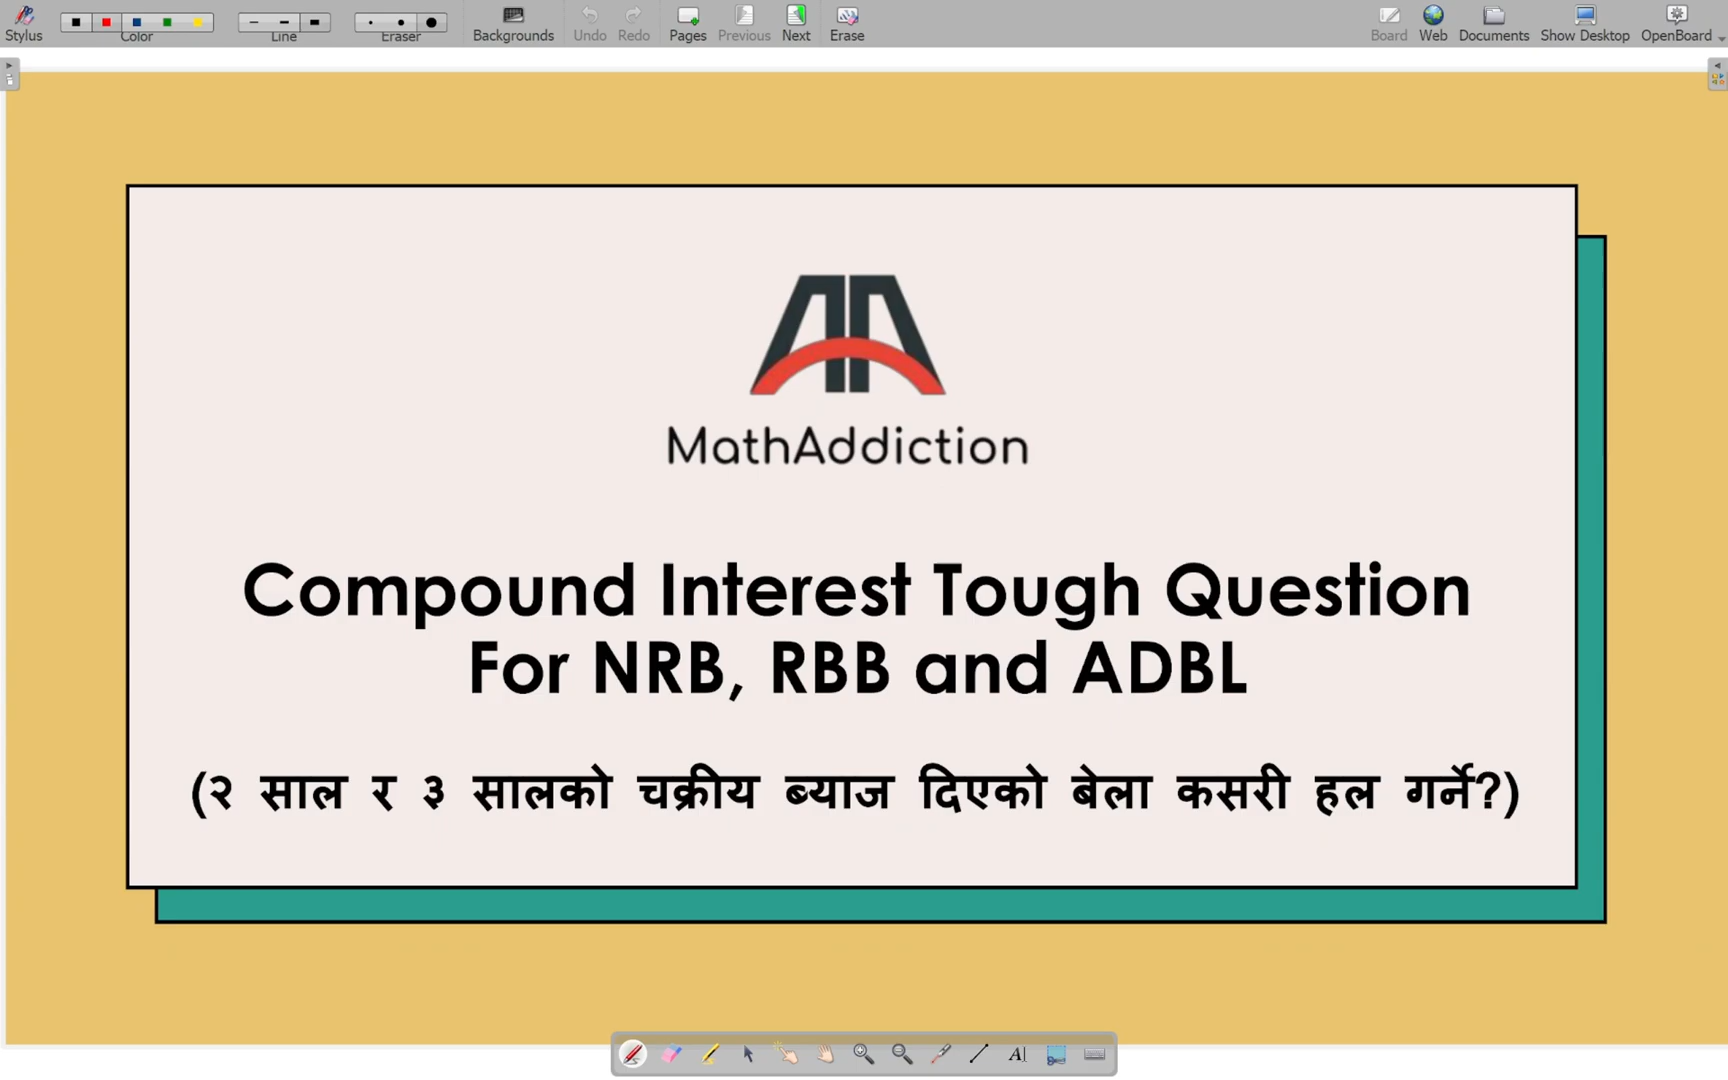 Stylus
Color
Line
Eraser
Backgrounds
Undo
Redo
Pages
Previous
Next
Erase
Board
Web
Documents
Show Desktop
OpenBoard
MathAddiction
Compound Interest Tough Question
For NRB, RBB and ADBL
(२ साल र ३ सालको चक्रीय ब्याज दिएको बेला कसरी हल गर्ने?)
A